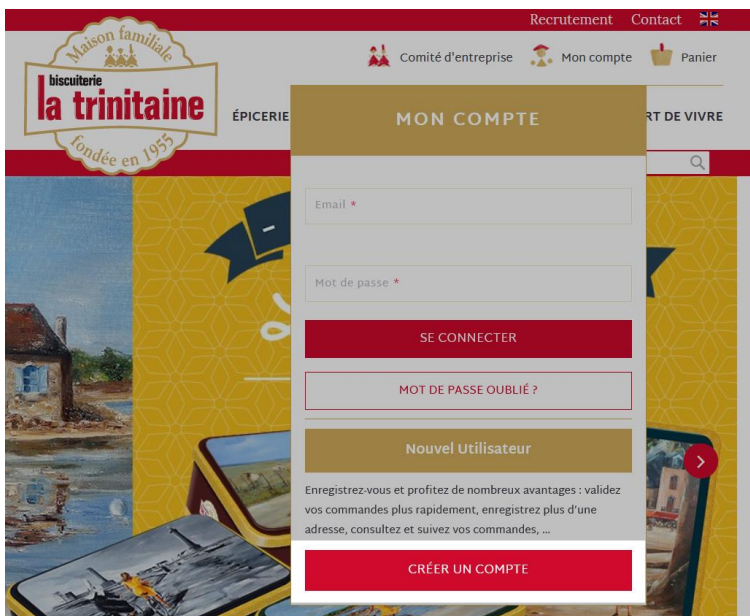 Recrutement Contact
Maison familiale
biscuiterie
la trinitaine
fondée en 1955
Comité d'entreprise Mon compte Panier
ÉPICERIE
RT DE VIVRE
MON COMPTE
Email *
Mot de passe *
SE CONNECTER
MOT DE PASSE OUBLIÉ ?
Nouvel Utilisateur
Enregistrez-vous et profitez de nombreux avantages : validez
vos commandes plus rapidement, enregistrez plus d'une
adresse, consultez et suivez vos commandes, ...
CRÉER UN COMPTE